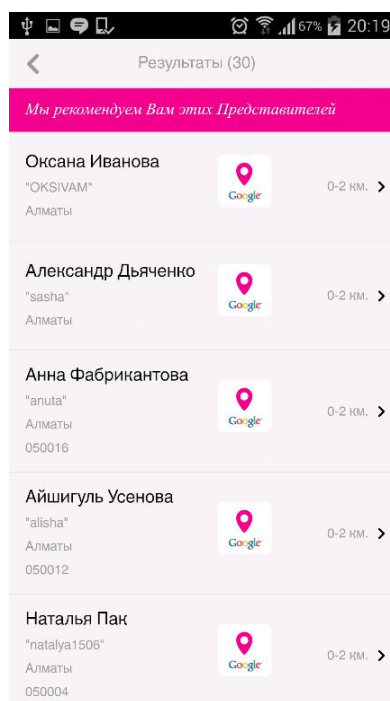 67% 20:19
Результаты (30)
Мы рекомендуем Вам этих Представителей
Оксана Иванова
"OKSIVAM"
Алматы
Google
0-2 км.
Александр Дьяченко
"sasha"
Алматы
Google
0-2 км.
Анна Фабрикантова
"anuta"
Алматы
050016
Google
0-2 км.
Айшигуль Усенова
"alisha"
Алматы
050012
Google
0-2 км.
Наталья Пак
"natalya1506"
Алматы
050004
Google
0-2 км.